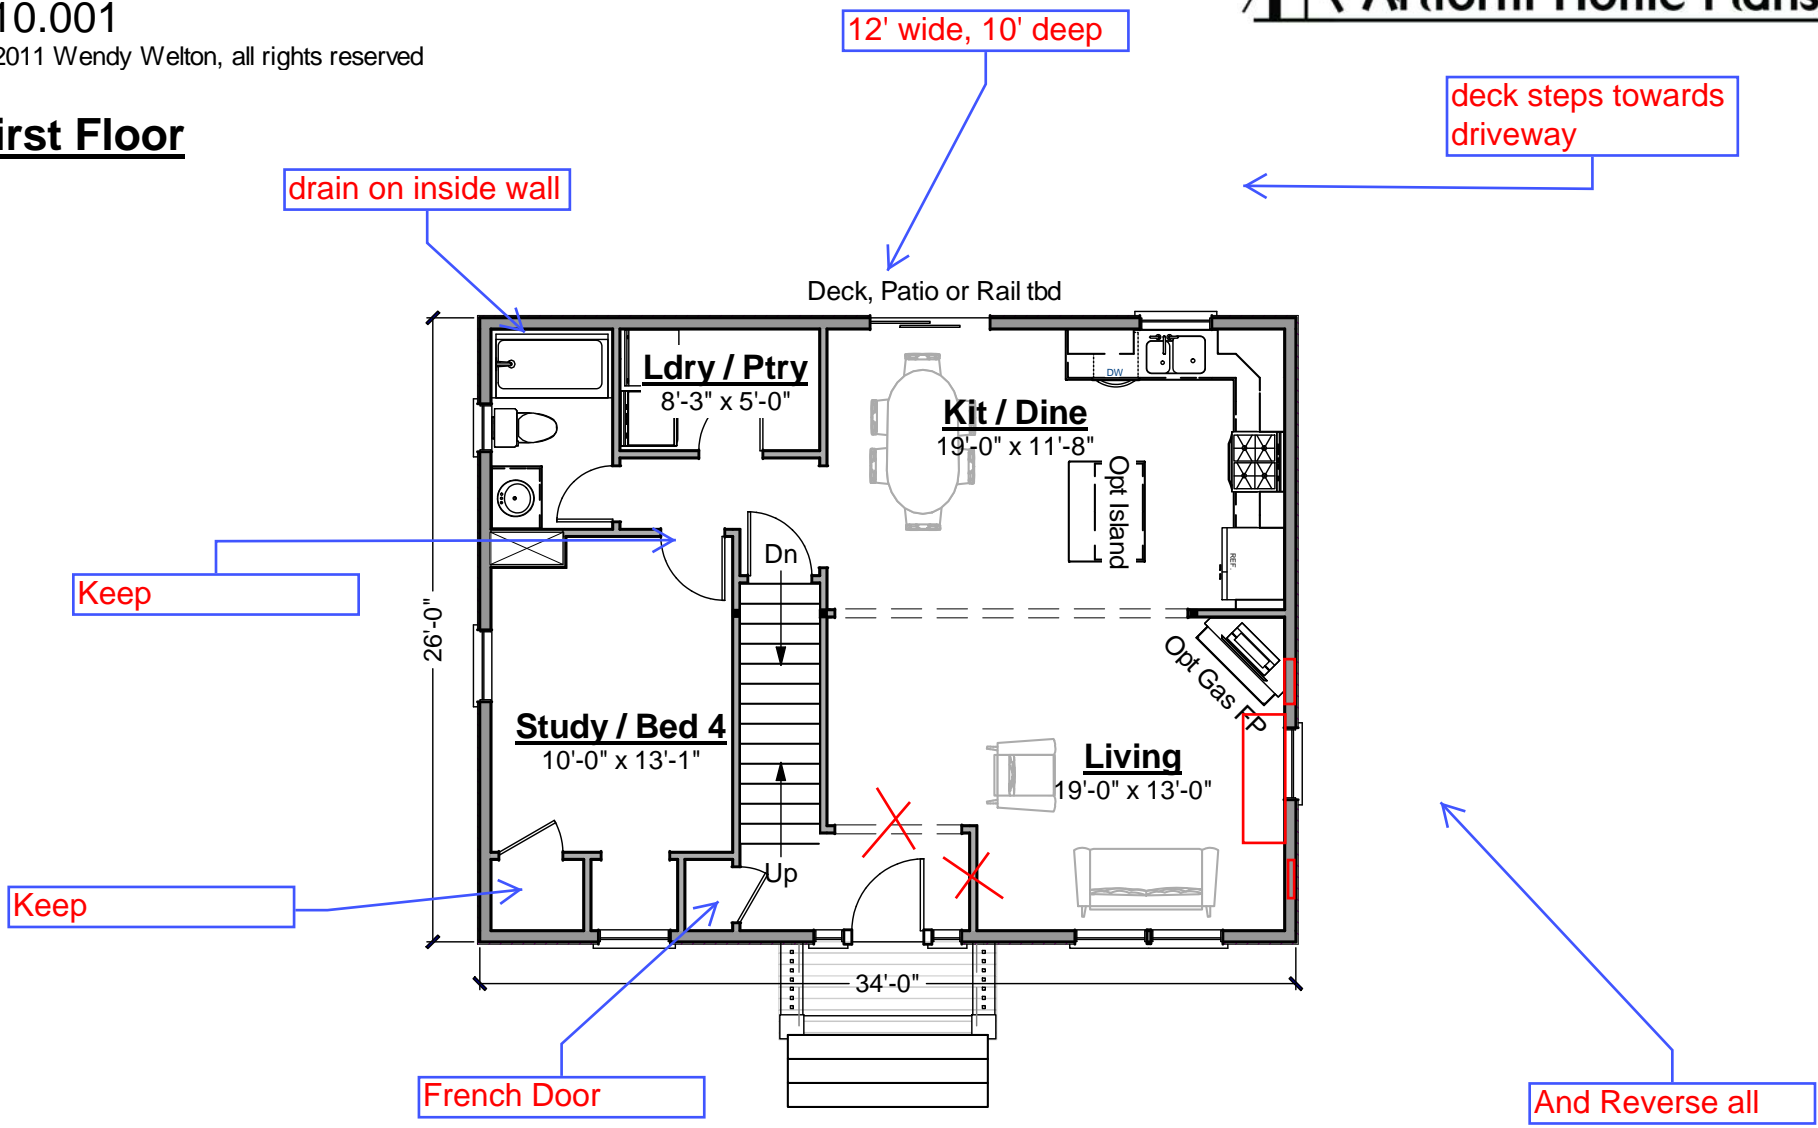 10.001
2011 Wendy Welton, all rights reserved
12' wide, 10' deep
deck steps towards
driveway
irst Floor
drain on inside wall
Deck, Patio or Rail tbd
Ldry / Ptry
8'-3" x 5'-0"
DW
Kit / Dine
19'-0" x 11'-8"
Opt Island
REF.
Dn
Keep
26'-0"
Opt Gas FP
Study / Bed 4
10'-0" x 13'-1"
Living
19'-0" x 13'-0"
Up
Keep
34'-0"
French Door
And Reverse all